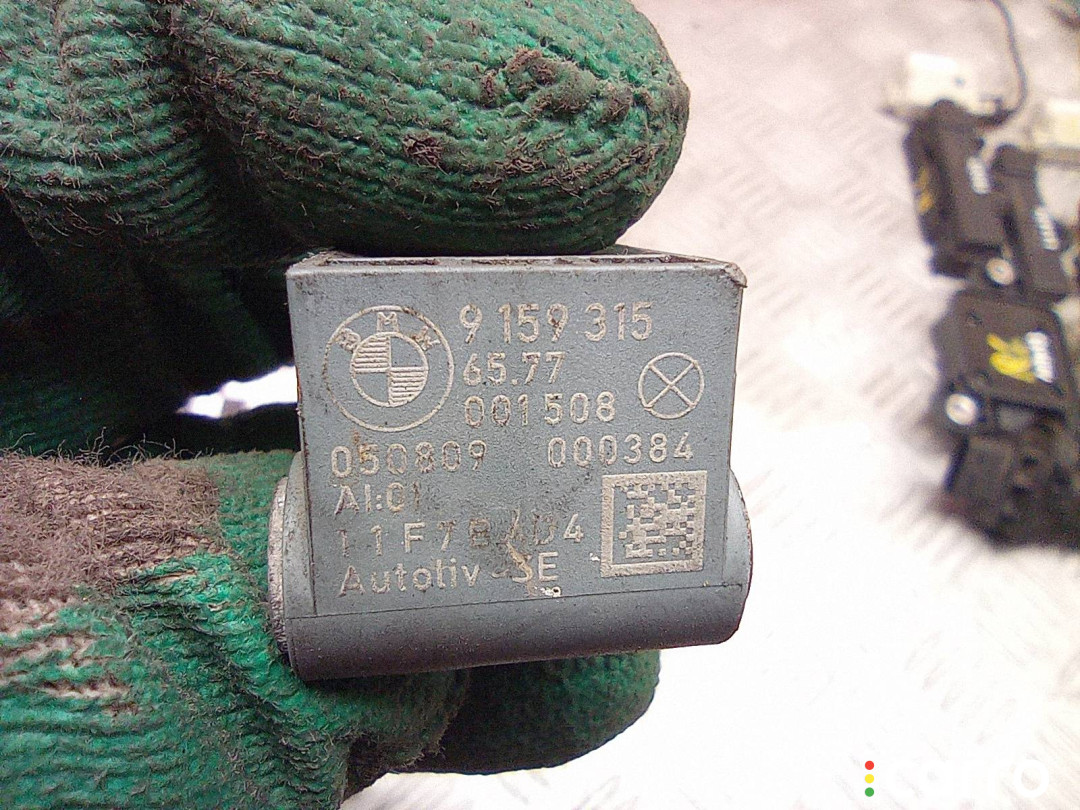 BMW
9 159 315
65.77
001508
050809 000384
AI:01
Autoliv